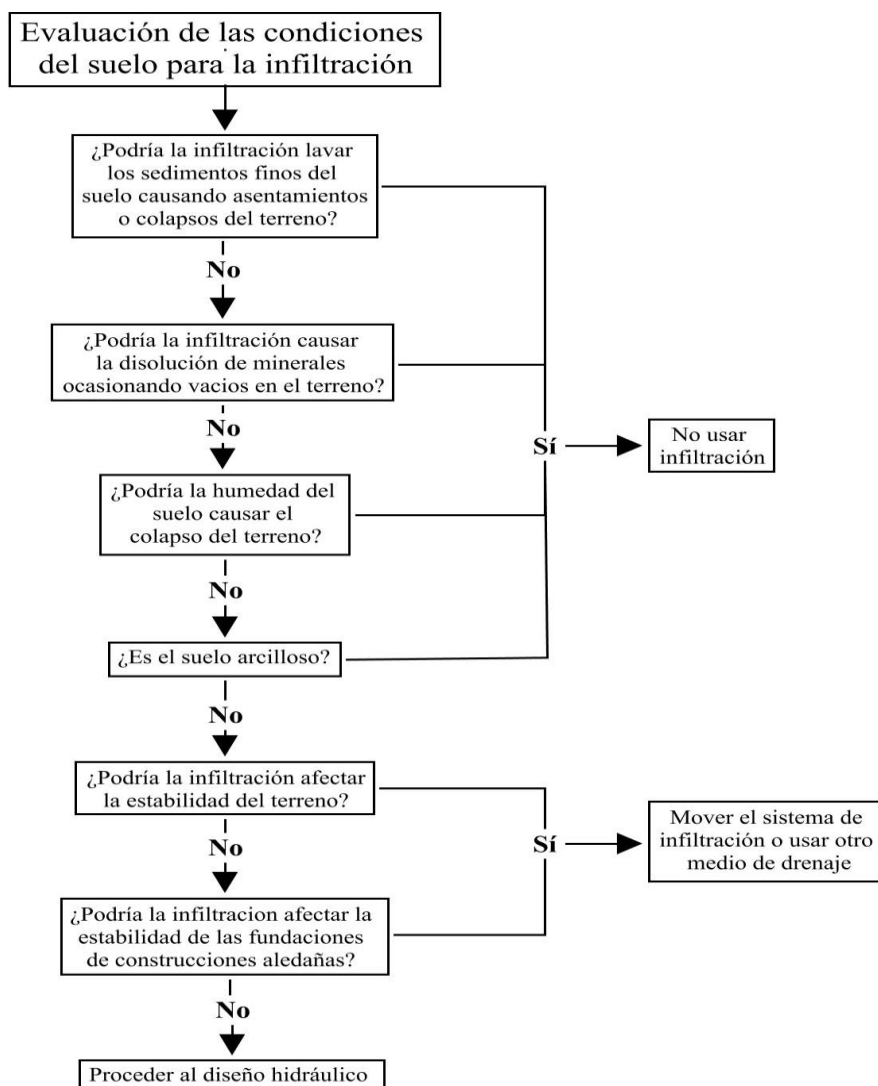 Evaluación de las condiciones
del suelo para la infiltración
¿Podría la infiltración lavar
los sedimentos finos del
suelo causando asentamientos
o colapsos del terreno?
No
¿Podría la infiltración causar
la disolución de minerales
ocasionando vacios en el terreno?
No
Sí
No usar
infiltración
¿Podría la humedad del
suelo causar el
colapso del terreno?
No
¿Es el suelo arcilloso?
No
¿Podría la infiltración afectar
la estabilidad del terreno?
No
Sí
Mover el sistema de
infiltración o usar otro
medio de drenaje
¿Podría la infiltracion afectar la
estabilidad de las fundaciones
de construcciones aledañas?
No
Proceder al diseño hidráulico